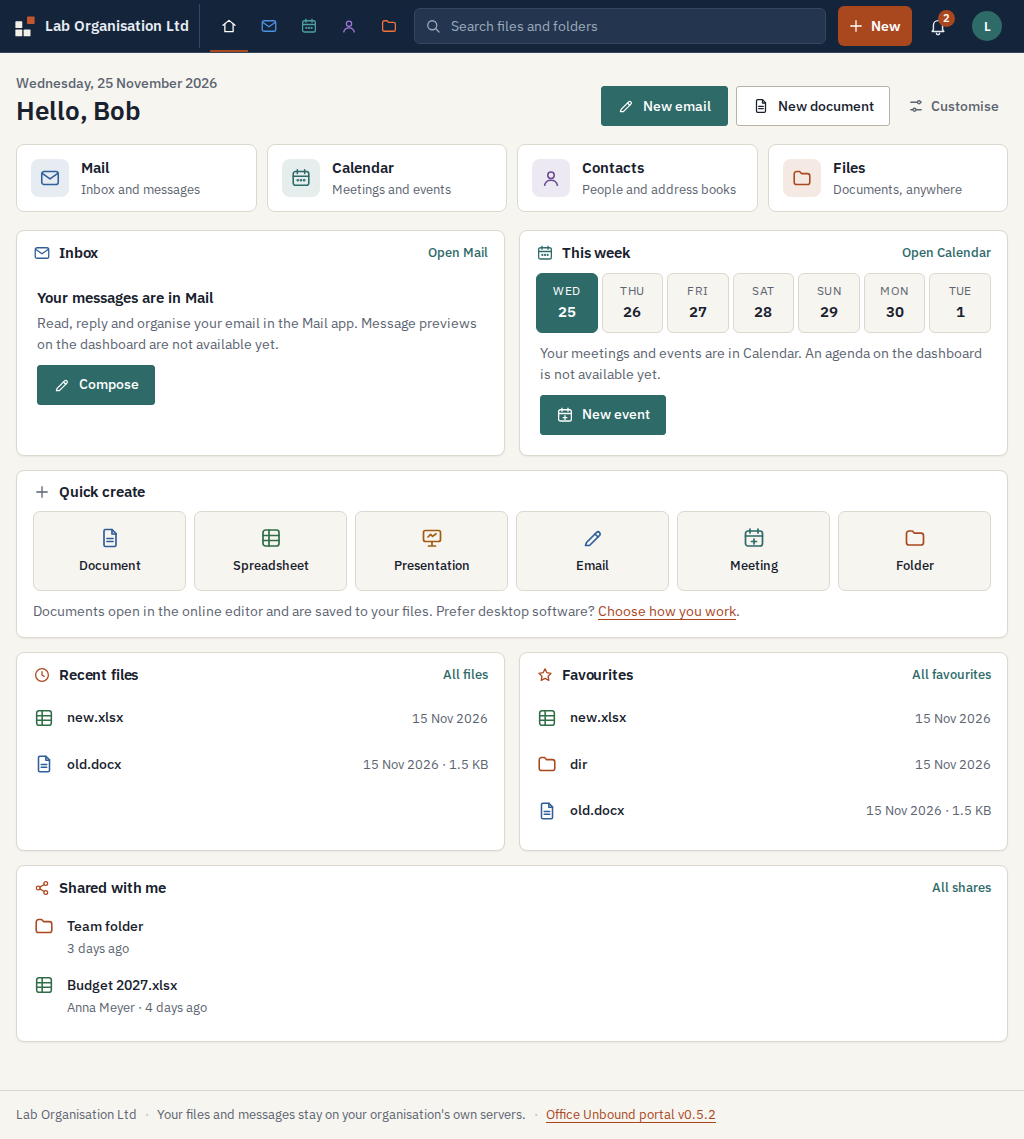 Lab Organisation Ltd
Search files and folders
New
2
L
Wednesday, 25 November 2026
Hello, Bob
New email
New document
Customise
Mail
Inbox and messages
Calendar
Meetings and events
Contacts
People and address books
Files
Documents, anywhere
Inbox
Open Mail
Your messages are in Mail
Read, reply and organise your email in the Mail app. Message previews
on the dashboard are not available yet.
Compose
This week
Open Calendar
WED THU FRI SAT SUN MON TUE
25 26 27 28 29 30 1
Your meetings and events are in Calendar. An agenda on the dashboard
is not available yet.
New event
Quick create
Document
Spreadsheet
Presentation
Email
Meeting
Folder
Documents open in the online editor and are saved to your files. Prefer desktop software? Choose how you work.
Recent files
All files
new.xlsx
15 Nov 2026
old.docx
15 Nov 2026 · 1.5 KB
Favourites
All favourites
new.xlsx
15 Nov 2026
dir
15 Nov 2026
old.docx
15 Nov 2026 · 1.5 KB
Shared with me
All shares
Team folder
3 days ago
Budget 2027.xlsx
Anna Meyer · 4 days ago
Lab Organisation Ltd · Your files and messages stay on your organisation's own servers. · Office Unbound portal v0.5.2